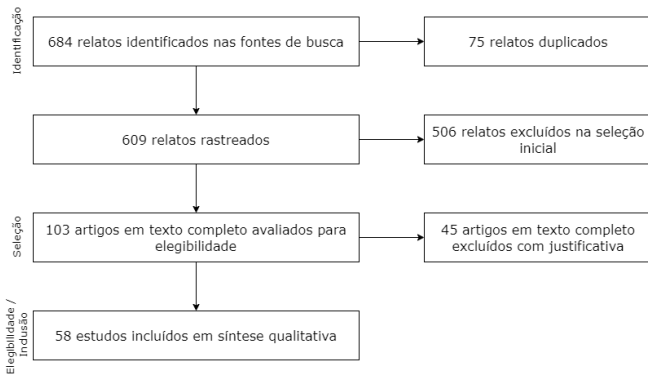 Identificação
684 relatos identificados nas fontes de busca
75 relatos duplicados
609 relatos rastreados
506 relatos excluídos na seleção
inicial
Seleção
103 artigos em texto completo avaliados para
elegibilidade
45 artigos em texto completo
excluídos com justificativa
Elegibilidade /
Inclusão
58 estudos incluídos em síntese qualitativa